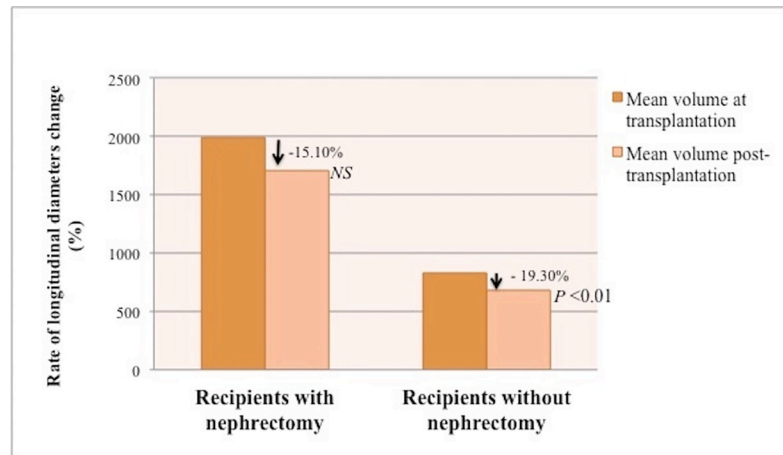 Rate of longitudinal diameters change
(%)
2500
2000
1500
1000
500
0
-15.10%
NS
- 19.30%
P <0.01
Recipients with
nephrectomy
Recipients without
nephrectomy
Mean volume at
transplantation
Mean volume post-
transplantation